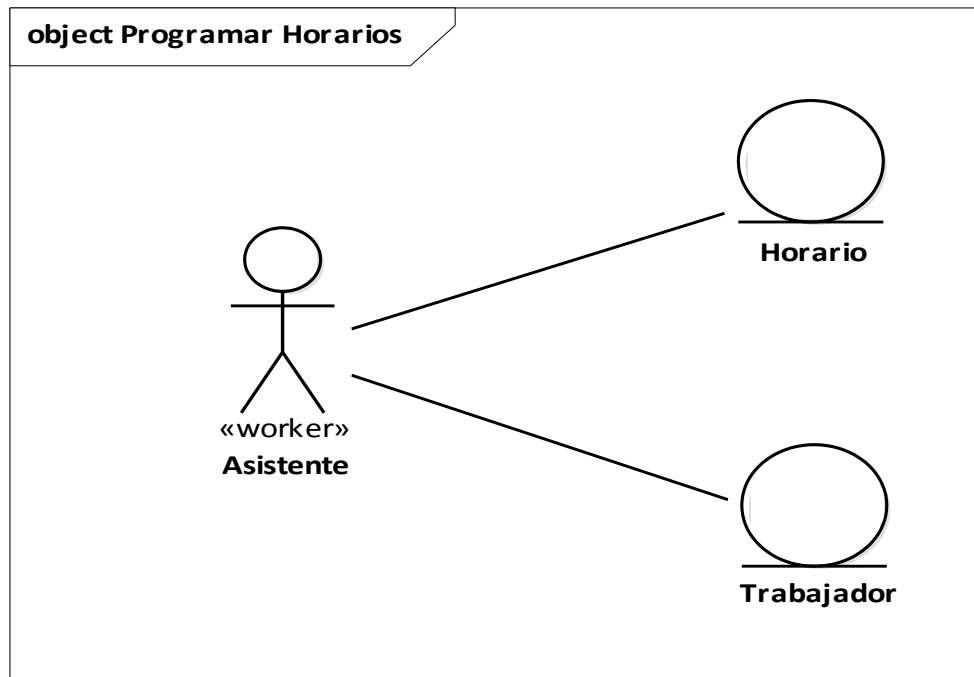 object Programar Horarios
Horario
«worker»
Asistente
Trabajador